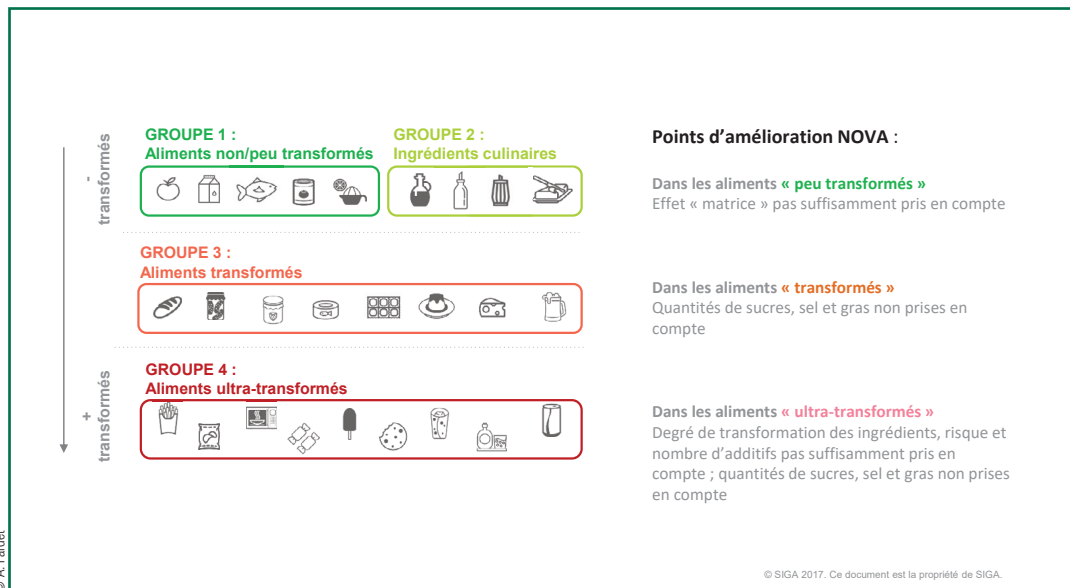 - transformés
GROUPE 1 :
Aliments non/peu transformés
GROUPE 2 :
Ingrédients culinaires
GROUPE 3 :
Aliments transformés
+ transformés
GROUPE 4 :
Aliments ultra-transformés
Points d’amélioration NOVA :
Dans les aliments « peu transformés »
Effet « matrice » pas suffisamment pris en compte
Dans les aliments « transformés »
Quantités de sucres, sel et gras non prises en
compte
Dans les aliments « ultra-transformés »
Degré de transformation des ingrédients, risque et
nombre d’additifs pas suffisamment pris en
compte ; quantités de sucres, sel et gras non prises
en compte
© SIGA 2017. Ce document est la propriété de SIGA.
© A. Fardet